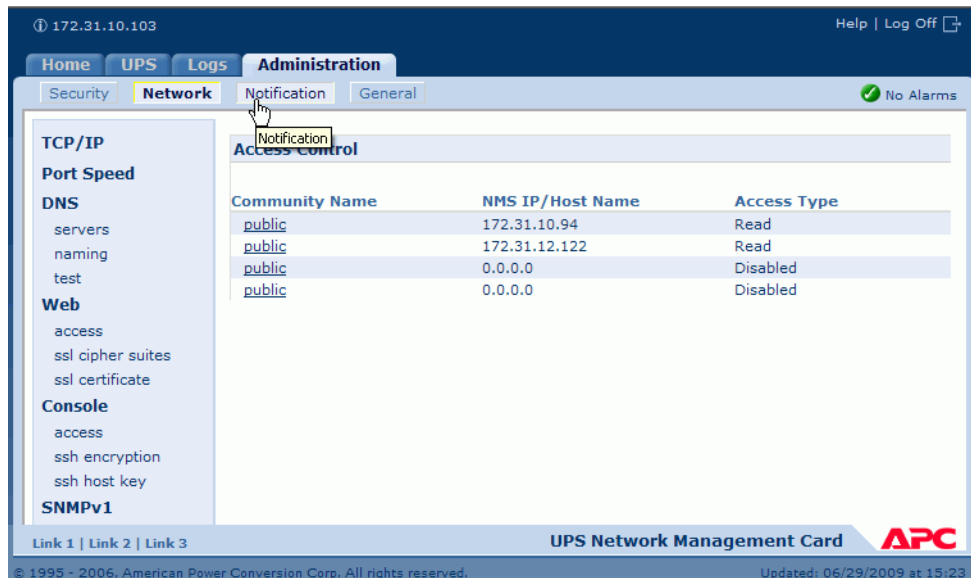 172.31.10.103
Help | Log Off
Home UPS Logs Administration
Security Network Notification General
No Alarms
Notification
TCP/IP
Port Speed
DNS
servers
naming
test
Web
access
ssl cipher suites
ssl certificate
Console
access
ssh encryption
ssh host key
SNMPv1
Access Control
Community Name NMS IP/Host Name Access Type
public 172.31.10.94 Read
public 172.31.12.122 Read
public 0.0.0.0 Disabled
public 0.0.0.0 Disabled
Link 1 | Link 2 | Link 3
UPS Network Management Card
APC
© 1995 - 2006, American Power Conversion Corp. All rights reserved.
Updated: 06/29/2009 at 15:23